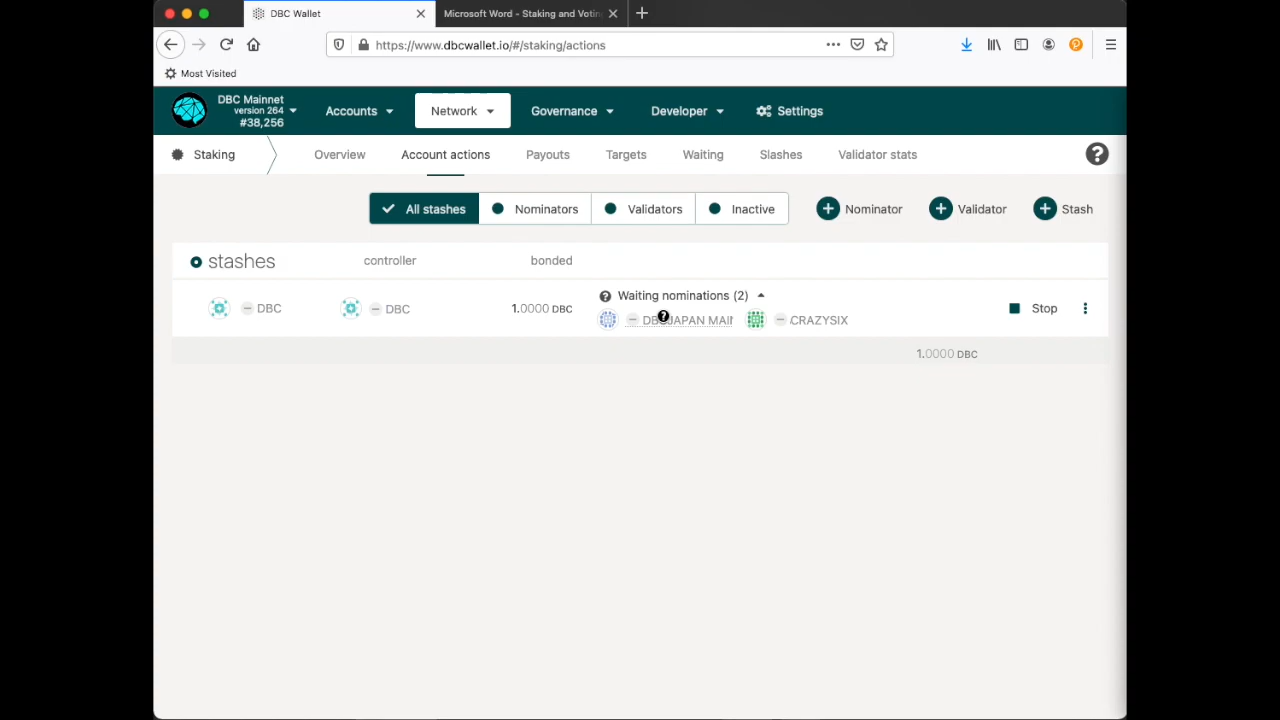 DBC Wallet
Microsoft Word - Staking and Votin
https://www.dbcwallet.io/#/staking/actions
Most Visited
DBC Mainnet
version 264
#38,256
Accounts
Network
Governance
Developer
Settings
Staking
Overview
Account actions
Payouts
Targets
Waiting
Slashes
Validator stats
All stashes
Nominators
Validators
Inactive
Nominator
Validator
Stash
stashes
controller
bonded
DBC
DBC
1.0000 DBC
Waiting nominations (2)
JAPAN MAIN
CRAZYSIX
Stop
1.0000 DBC